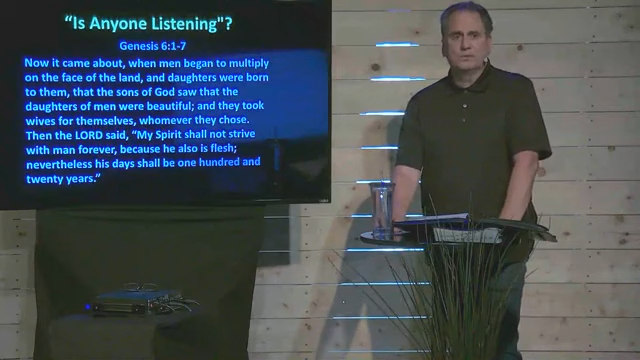 “Is Anyone Listening"?
Genesis 6:1-7
Now it came about, when men began to multiply
on the face of the land, and daughters were born
to them, that the sons of God saw that the
daughters of men were beautiful; and they took
wives for themselves, whomever they chose.
Then the LORD said, “My Spirit shall not strive
with man forever, because he also is flesh;
nevertheless his days shall be one hundred and
twenty years.”